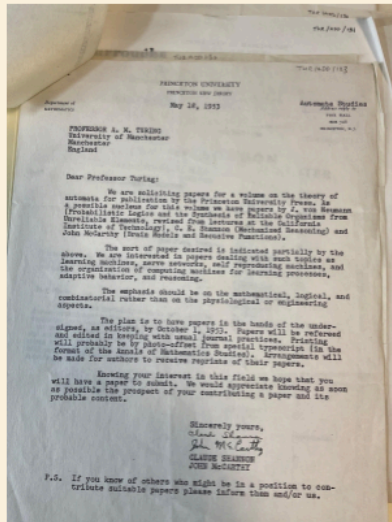 PRINCETON UNIVERSITY
PRINCETON NEW JERSEY
Department of
MATHEMATICS
May 18, 1953
Automata Studies
FINE HALL
BOX 708
PRINCETON, N.J.
PROFESSOR A. M. TURING
University of Manchester
Manchester
England
Dear Professor Turing:
We are soliciting papers for a volume on the theory of
automata for publication by the Princeton University Press. As
a possible nucleus for this volume we have papers by J. von Neumann
(Probabilistic Logics and the Synthesis of Reliable Organisms from
Unreliable Elements, revised from lectures at the California
Institute of Technology), C. E. Shannon (Mechanized Reasoning) and
John McCarthy (Brain Models and Recursive Functions).
The sort of paper desired is indicated partially by the
above. We are interested in papers dealing with such topics as
learning machines, nerve networks, self reproducing machines, and
the organization of computing machines for learning processes,
adaptive behavior, and reasoning.
The emphasis should be on the mathematical, logical, and
combinatorial rather than on the physiological or engineering
aspects.
The plan is to have papers in the hands of the under-
signed, as editors, by October 1, 1953. Papers will be refereed
and edited in keeping with usual journal practices. Printing
will probably be by photo-offset from special typescript (in the
format of the Annals of Mathematics Studies). Arrangements will
be made for authors to receive reprints of their papers.
Knowing your interest in this field we hope that you
will have a paper to submit. We would appreciate knowing as soon
as possible the prospect of your contributing a paper and its
probable content.
Sincerely yours,
Claude Shannon
John McCarthy
CLAUDE SHANNON
JOHN McCARTHY
P.S. If you know of others who might be in a position to con-
tribute suitable papers please inform them and/or us.